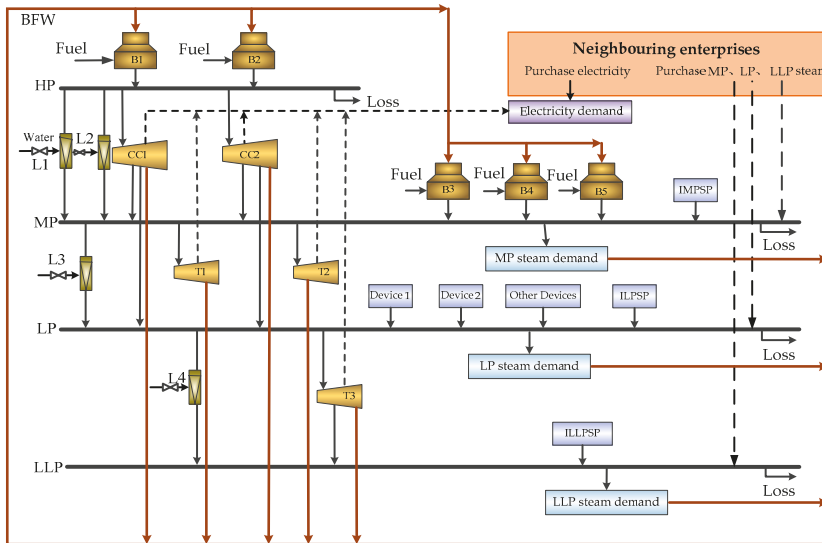 BFW
Fuel
B1
Fuel
B2
Neighbouring enterprises
Purchase electricity
Purchase MP、LP、 LLP steam
HP
Loss
Electricity demand
Water
L1
L2
CC1
CC2
Fuel
B3
Fuel
B4
Fuel
B5
IMPSP
MP
Loss
L3
T1
T2
MP steam demand
Device 1
Device 2
Other Devices
ILPSP
LP
Loss
LP steam demand
L4
T3
ILLPSP
LLP
Loss
LLP steam demand